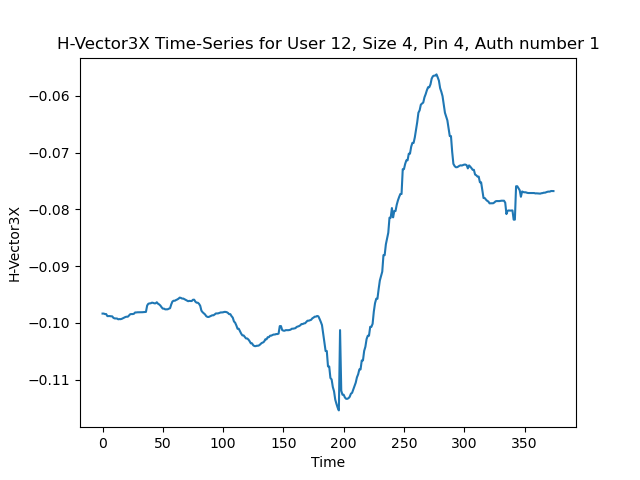 H-Vector3X Time-Series for User 12, Size 4, Pin 4, Auth number 1
−0.06
−0.07
−0.08
−0.09
−0.10
−0.11
H-Vector3X
0 50 100 150 200 250 300 350
Time